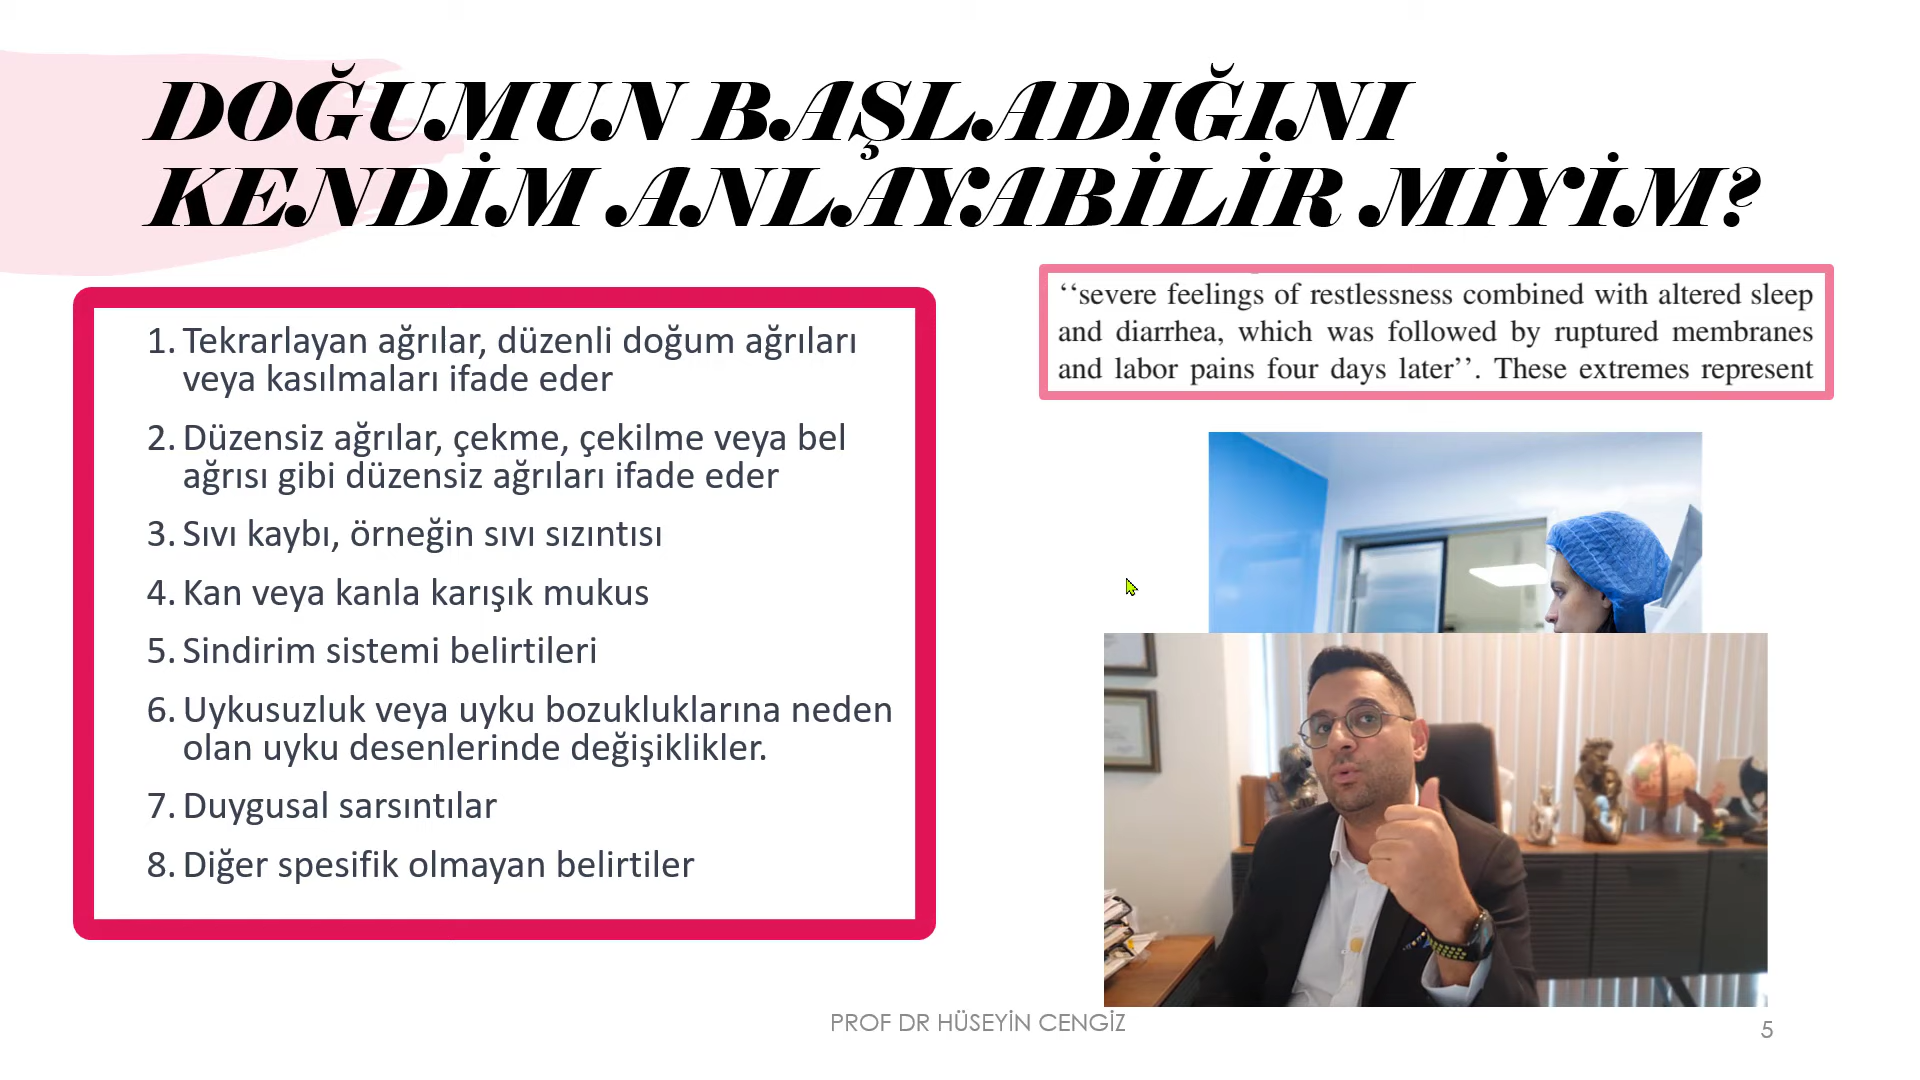 DOĞUMUN BAŞLADIĞINI
KENDİM ANLAYABİLİR MİYİM?
1. Tekrarlayan ağrılar, düzenli doğum ağrıları
veya kasılmaları ifade eder
2. Düzensiz ağrılar, çekme, çekilme veya bel
ağrısı gibi düzensiz ağrıları ifade eder
3. Sıvı kaybı, örneğin sıvı sızıntısı
4. Kan veya kanla karışık mukus
5. Sindirim sistemi belirtileri
6. Uykusuzluk veya uyku bozukluklarına neden
olan uyku desenlerinde değişiklikler.
7. Duygusal sarsıntılar
8. Diğer spesifik olmayan belirtiler
‘‘severe feelings of restlessness combined with altered sleep
and diarrhea, which was followed by ruptured membranes
and labor pains four days later’’. These extremes represent
PROF DR HÜSEYİN CENGİZ
5